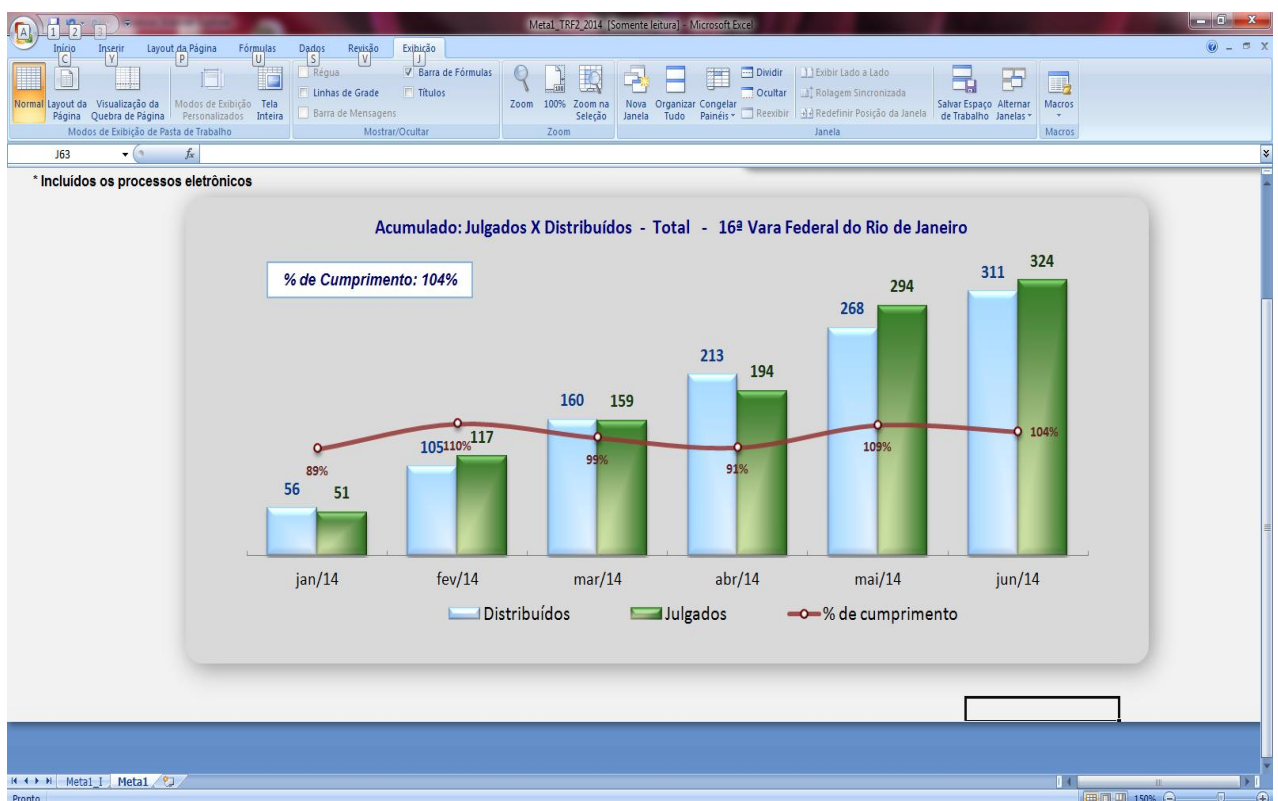 Meta1_TRF2_2014 [Somente leitura] - Microsoft Excel
1 2 3
Início Inserir Layout da Página Fórmulas Dados Revisão Exibição
C Y P U S V J
Normal Layout da Página Visualização da Quebra de Página Modos de Exibição Personalizados Tela Inteira
Régua
Linhas de Grade
Barra de Mensagens
Barra de Fórmulas
Títulos
Zoom 100% Zoom na Seleção
Nova Janela Organizar Tudo Congelar Painéis
Dividir
Ocultar
Reexibir
Exibir Lado a Lado
Rolagem Sincronizada
Redefinir Posição da Janela
Salvar Espaço de Trabalho Alternar Janelas
Macros
Modos de Exibição de Pasta de Trabalho Mostrar/Ocultar Zoom Janela Macros
J63 fx
* Incluídos os processos eletrônicos
Acumulado: Julgados X Distribuídos - Total - 16ª Vara Federal do Rio de Janeiro
% de Cumprimento: 104%
56 51 105 117 160 159 213 194 268 294 311 324
89% 110% 99% 91% 109% 104%
jan/14 fev/14 mar/14 abr/14 mai/14 jun/14
Distribuídos Julgados % de cumprimento
Meta1_I Meta1
Pronto 150%